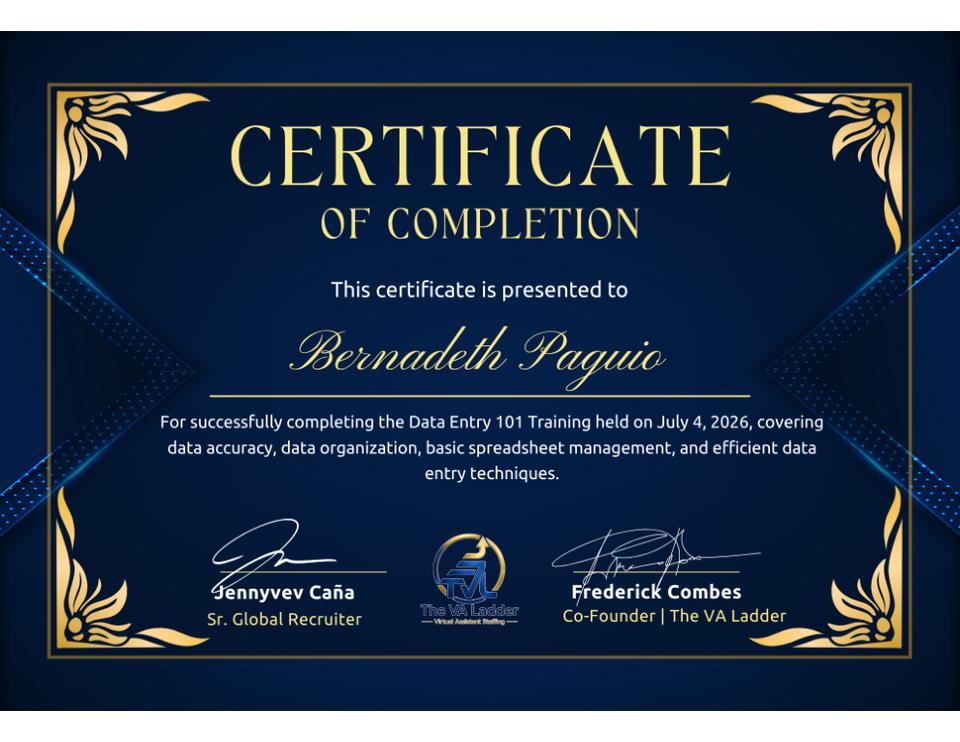 CERTIFICATE
OF COMPLETION
This certificate is presented to
Bernadeth Paguio
For successfully completing the Data Entry 101 Training held on July 4, 2026, covering
data accuracy, data organization, basic spreadsheet management, and efficient data
entry techniques.
Jennyvev Caña
Sr. Global Recruiter
TVL
The VA Ladder
Virtual Assistant Staffing
Frederick Combes
Co-Founder | The VA Ladder